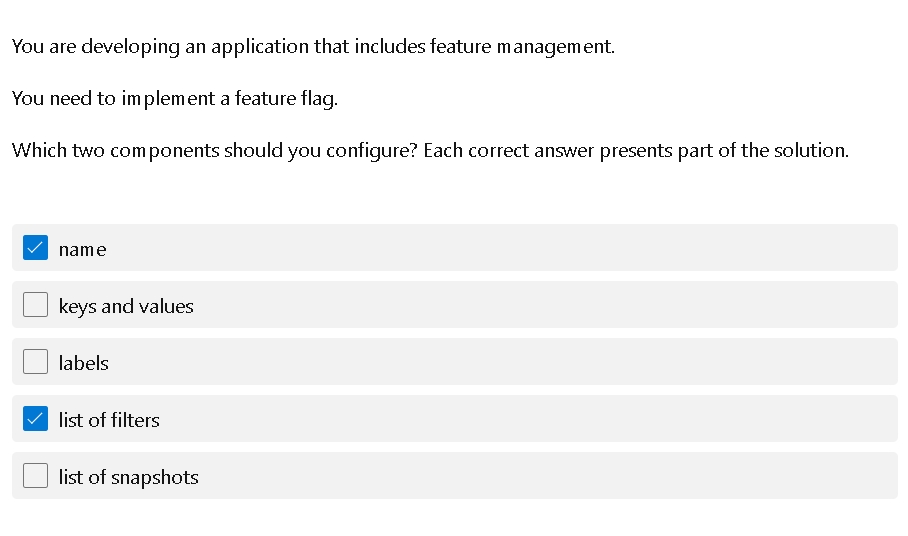 You are developing an application that includes feature management.
You need to implement a feature flag.
Which two components should you configure? Each correct answer presents part of the solution.
name
keys and values
labels
list of filters
list of snapshots